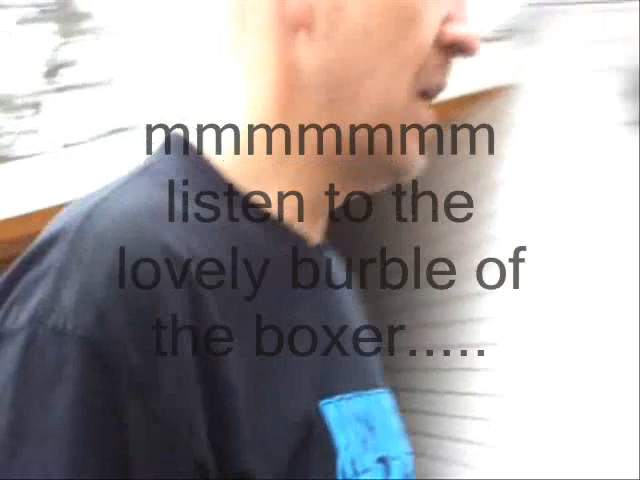 mmmmmmm
listen to the
lovely burble of
the boxer.....